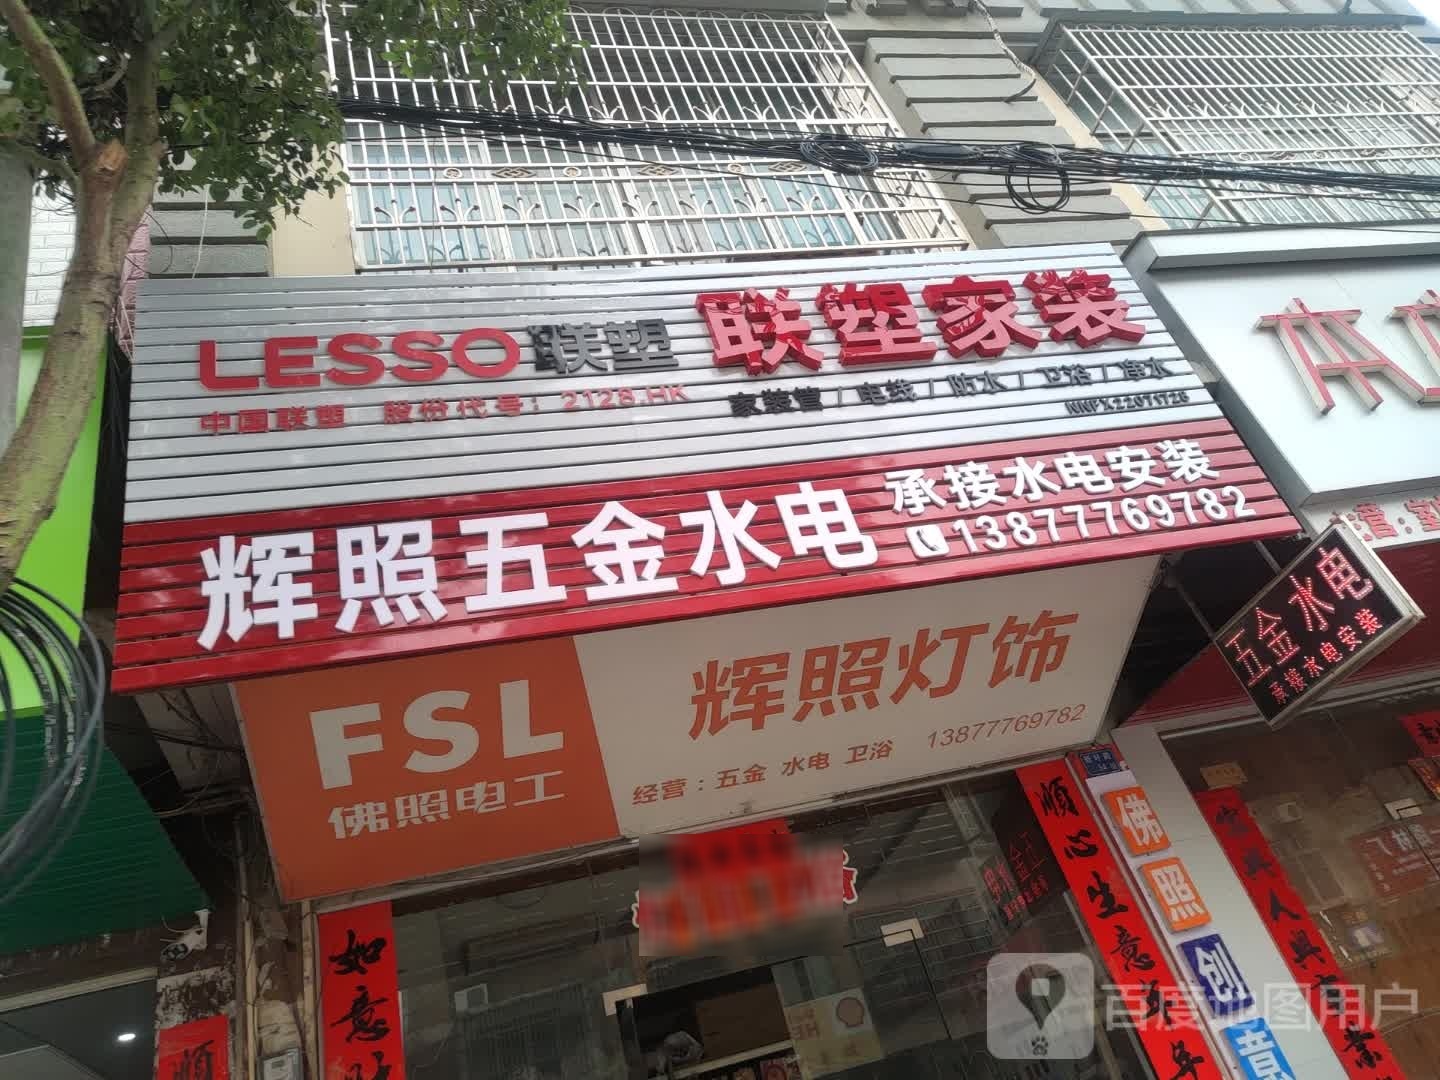 LESSO联塑 联塑家装
中国联塑 股份代号：2128.HK
家装管/电线/防水/卫浴/净水
NNPX22071726
辉照五金水电 承接水电安装
13877769782
FSL
佛照电工
辉照灯饰
经营：五金 水电 卫浴 13877769782
五金水电
承接水电安装
本
顺心生意
如意
顺
佛照创意
百度地图用户